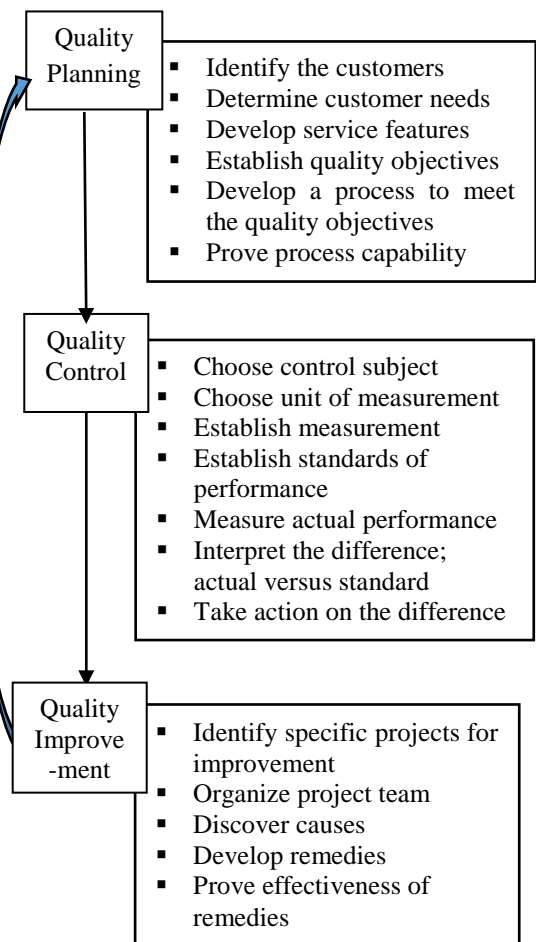 Quality
Planning
▪ Identify the customers
▪ Determine customer needs
▪ Develop service features
▪ Establish quality objectives
▪ Develop a process to meet
the quality objectives
▪ Prove process capability
Quality
Control
▪ Choose control subject
▪ Choose unit of measurement
▪ Establish measurement
▪ Establish standards of
performance
▪ Measure actual performance
▪ Interpret the difference;
actual versus standard
▪ Take action on the difference
Quality
Improve
-ment
▪ Identify specific projects for
improvement
▪ Organize project team
▪ Discover causes
▪ Develop remedies
▪ Prove effectiveness of
remedies